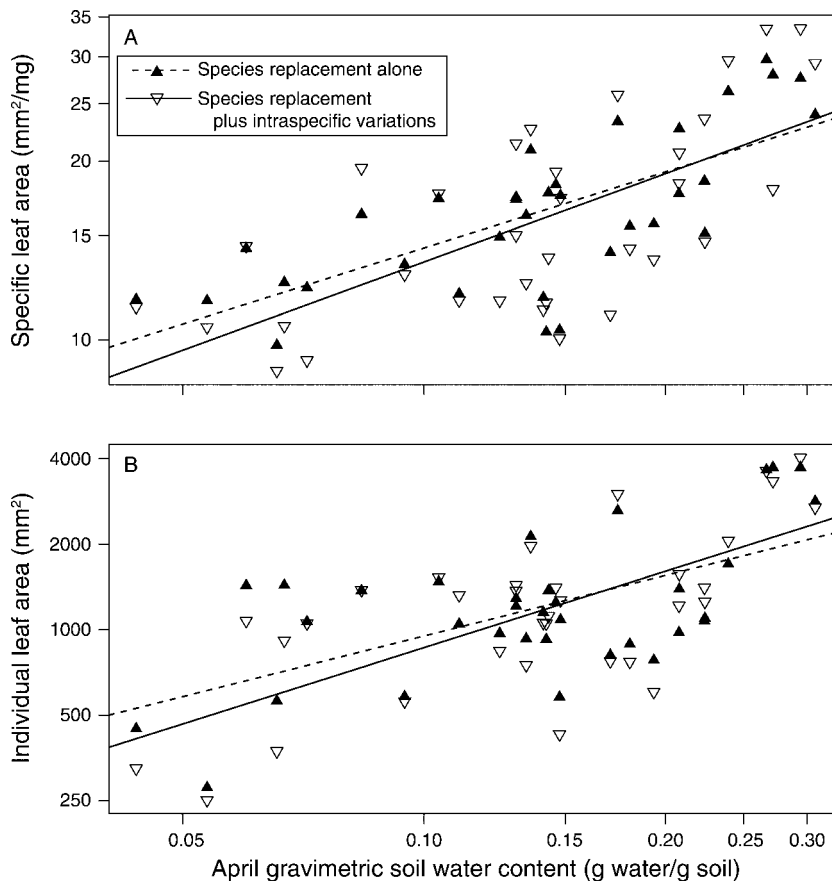 A
Species replacement alone
Species replacement
plus intraspecific variations
Specific leaf area (mm²/mg)
35
30
25
20
15
10
B
Individual leaf area (mm²)
4000
2000
1000
500
250
0.05
0.10
0.15
0.20
0.25
0.30
April gravimetric soil water content (g water/g soil)